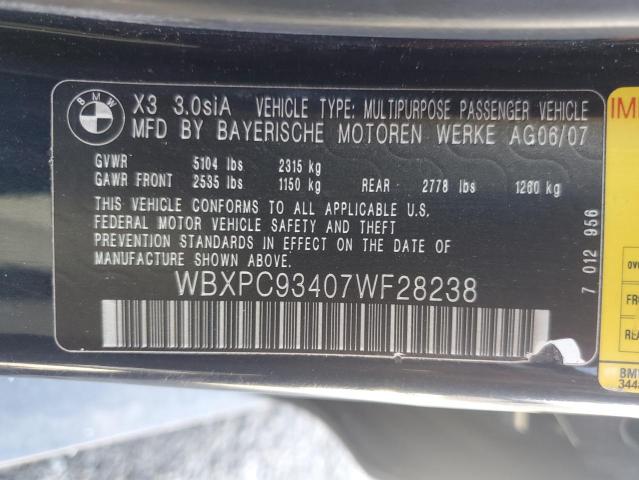 BMW
X3 3.0siA VEHICLE TYPE: MULTIPURPOSE PASSENGER VEHICLE
MFD BY BAYERISCHE MOTOREN WERKE AG06/07
GVWR 5104 lbs 2315 kg
GAWR FRONT 2535 lbs 1150 kg REAR 2778 lbs 1260 kg
THIS VEHICLE CONFORMS TO ALL APPLICABLE U.S.
FEDERAL MOTOR VEHICLE SAFETY AND THEFT
PREVENTION STANDARDS IN EFFECT ON THE DATE
OF MANUFACTURE SHOWN ABOVE.
WBXPC93407WF28238
7 012 956